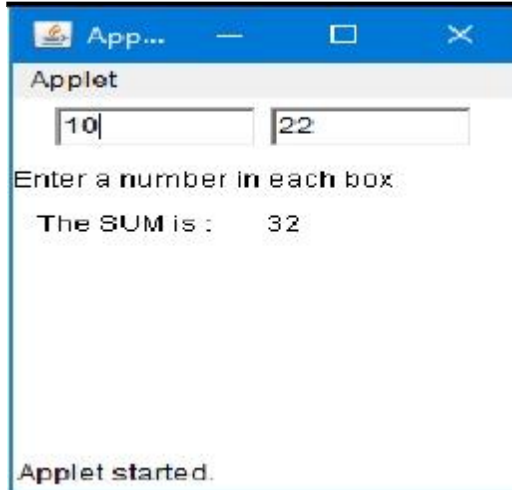 App...
Applet
10 22
Enter a number in each box
The SUM is : 32
Applet started.